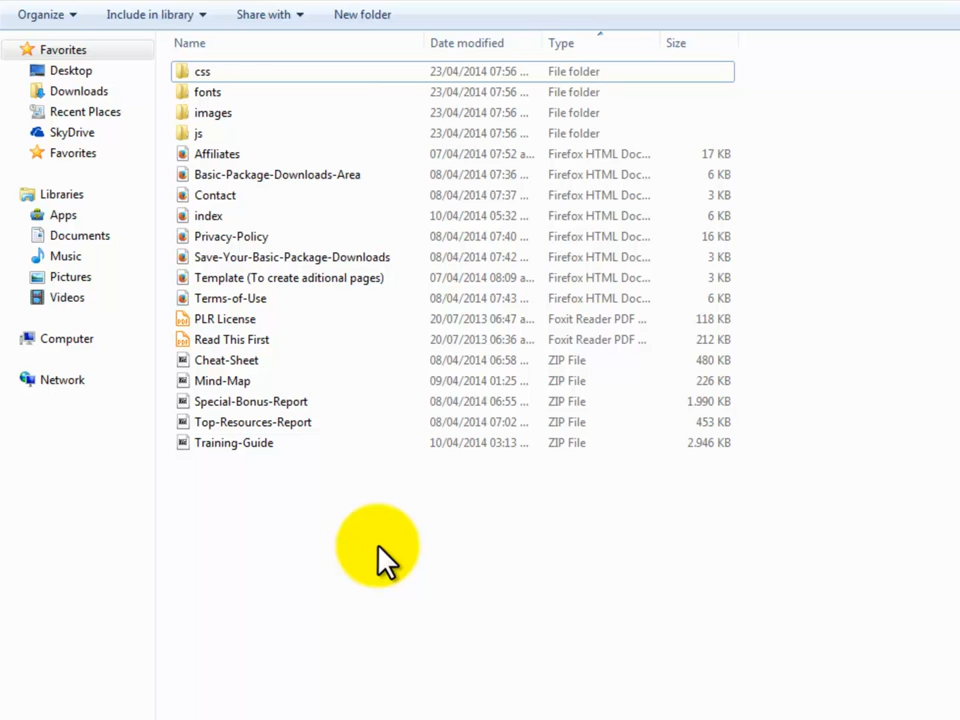 Organize Include in library Share with New folder
Name Date modified Type Size
Favorites
Desktop
Downloads
Recent Places
SkyDrive
Favorites
Libraries
Apps
Documents
Music
Pictures
Videos
Computer
Network
css 23/04/2014 07:56 ... File folder
fonts 23/04/2014 07:56 ... File folder
images 23/04/2014 07:56 ... File folder
js 23/04/2014 07:56 ... File folder
Affiliates 07/04/2014 07:52 a... Firefox HTML Doc... 17 KB
Basic-Package-Downloads-Area 08/04/2014 07:36 ... Firefox HTML Doc... 6 KB
Contact 08/04/2014 07:37 ... Firefox HTML Doc... 3 KB
index 10/04/2014 05:32 ... Firefox HTML Doc... 6 KB
Privacy-Policy 08/04/2014 07:40 ... Firefox HTML Doc... 16 KB
Save-Your-Basic-Package-Downloads 08/04/2014 07:42 ... Firefox HTML Doc... 3 KB
Template (To create aditional pages) 07/04/2014 08:09 a... Firefox HTML Doc... 3 KB
Terms-of-Use 08/04/2014 07:43 ... Firefox HTML Doc... 6 KB
PLR License 20/07/2013 06:47 a... Foxit Reader PDF ... 118 KB
Read This First 20/07/2013 06:36 a... Foxit Reader PDF ... 212 KB
Cheat-Sheet 08/04/2014 06:58 ... ZIP File 480 KB
Mind-Map 09/04/2014 01:25 ... ZIP File 226 KB
Special-Bonus-Report 08/04/2014 06:55 ... ZIP File 1.990 KB
Top-Resources-Report 08/04/2014 07:02 ... ZIP File 453 KB
Training-Guide 10/04/2014 03:13 ... ZIP File 2.946 KB